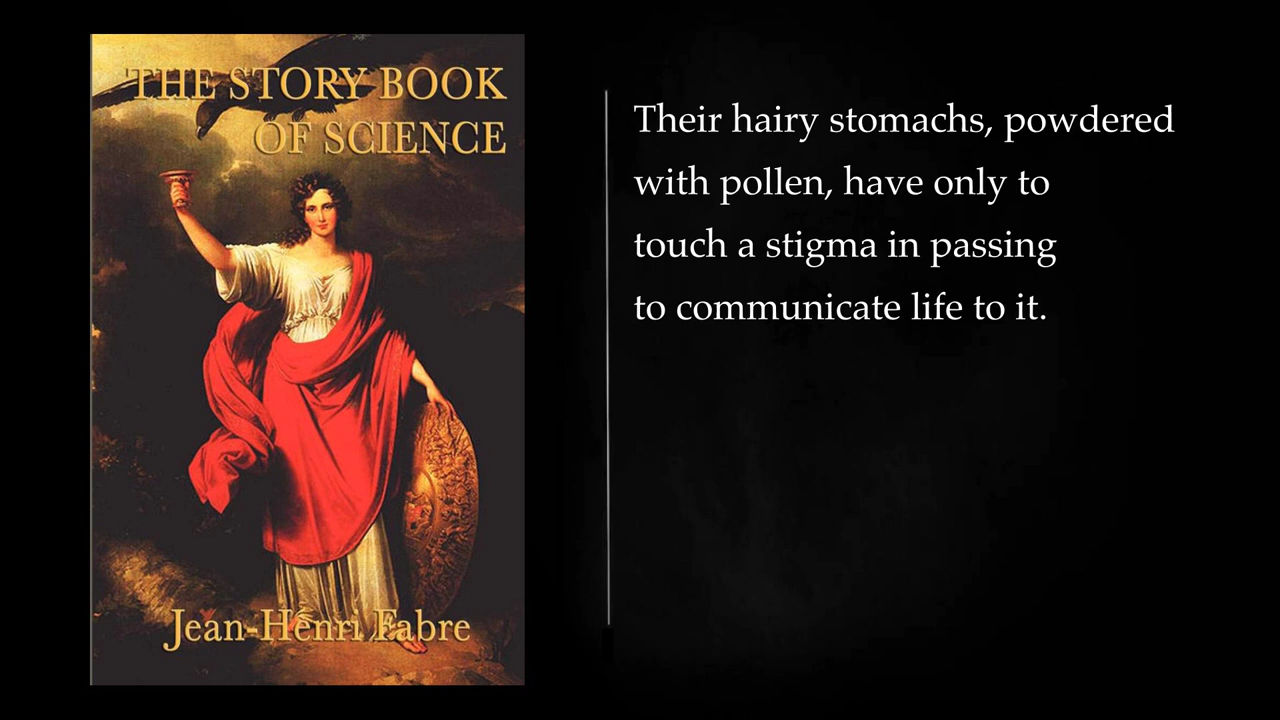 THE STORY BOOK
OF SCIENCE
Jean-Henri Fabre
Their hairy stomachs, powdered
with pollen, have only to
touch a stigma in passing
to communicate life to it.